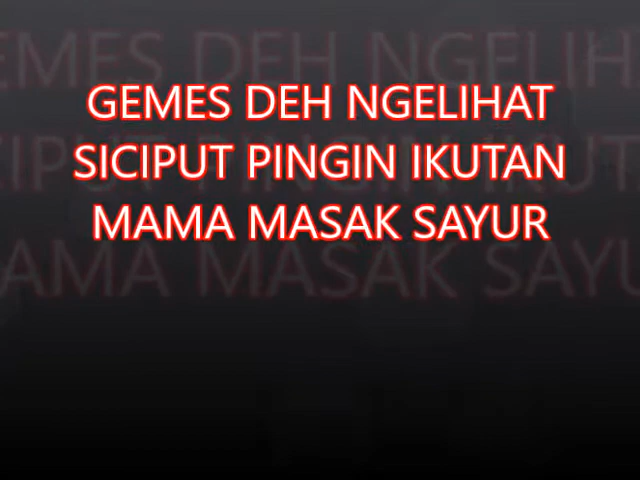 GEMES DEH NGELIHAT
SICIPUT PINGIN IKUTAN
MAMA MASAK SAYUR